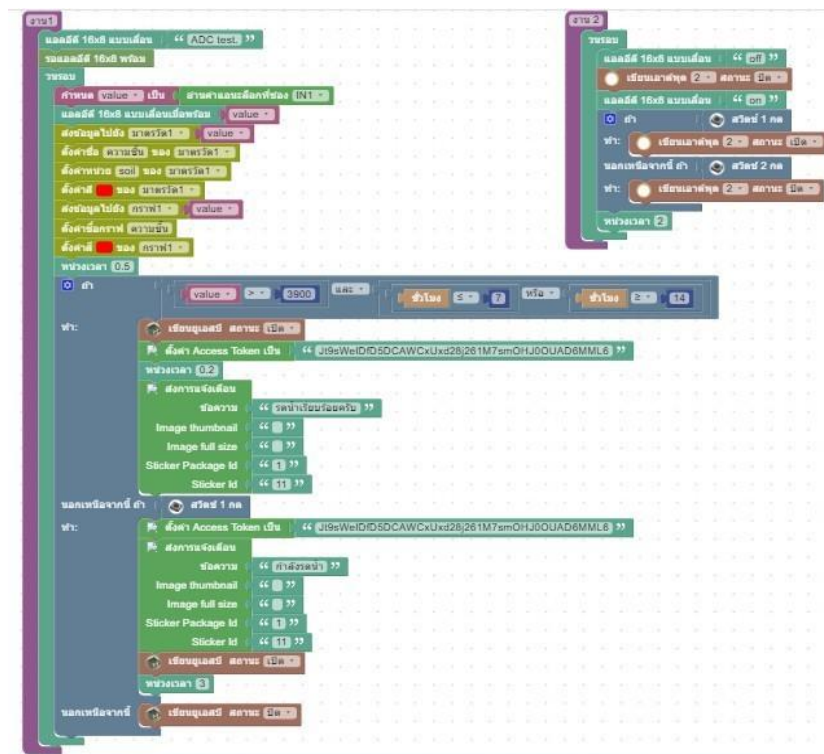 งาน1
แอลอีดี 16x8 แบบเลื่อน “ ADC test. ”
รอแอลอีดี 16x8 พร้อม
วนรอบ
กำหนด value เป็น อ่านค่าแอนะล็อกที่ช่อง IN1
แอลอีดี 16x8 แบบเลื่อนเมื่อพร้อม value
ส่งข้อมูลไปยัง มาตรวัด1 value
ตั้งค่าชื่อ ความชื้น ของ มาตรวัด1
ตั้งค่าหน่วย soil ของ มาตรวัด1
ตั้งค่าสี ของ มาตรวัด1
ส่งข้อมูลไปยัง กราฟ1 value
ตั้งค่าชื่อกราฟ ความชื้น
ตั้งค่าสี ของ กราฟ1
หน่วงเวลา 0.5
ถ้า value > 3900 และ ชั่วโมง ≤ 7 หรือ ชั่วโมง ≥ 14
ทำ: เขียนยูเอสบี สถานะ เปิด
ตั้งค่า Access Token เป็น “ ”
หน่วงเวลา 0.2
ส่งการแจ้งเตือน
ข้อความ “ รดน้ำเรียบร้อยครับ ”
Image thumbnail “ ”
Image full size “ ”
Sticker Package Id “ 1 ”
Sticker Id “ 11 ”
นอกเหนือจากนี้ ถ้า สวิตช์ 1 กด
ทำ: ตั้งค่า Access Token เป็น “ ”
ส่งการแจ้งเตือน
ข้อความ “ กำลังรดน้ำ ”
Image thumbnail “ ”
Image full size “ ”
Sticker Package Id “ 1 ”
Sticker Id “ 11 ”
เขียนยูเอสบี สถานะ เปิด
หน่วงเวลา 3
นอกเหนือจากนี้ เขียนยูเอสบี สถานะ ปิด
งาน 2
วนรอบ
แอลอีดี 16x8 แบบเลื่อน “ off ”
เขียนเอาต์พุต 2 สถานะ ปิด
แอลอีดี 16x8 แบบเลื่อน “ on ”
ถ้า สวิตช์ 1 กด
ทำ: เขียนเอาต์พุต 2 สถานะ เปิด
นอกเหนือจากนี้ ถ้า สวิตช์ 2 กด
ทำ: เขียนเอาต์พุต 2 สถานะ ปิด
หน่วงเวลา 2